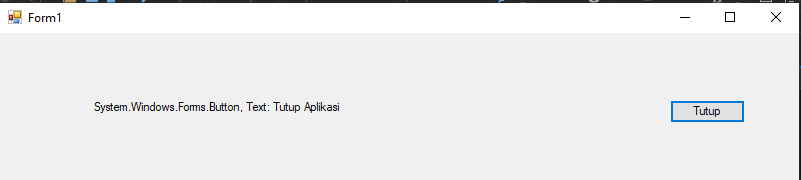 Form1
System.Windows.Forms.Button, Text: Tutup Aplikasi
Tutup